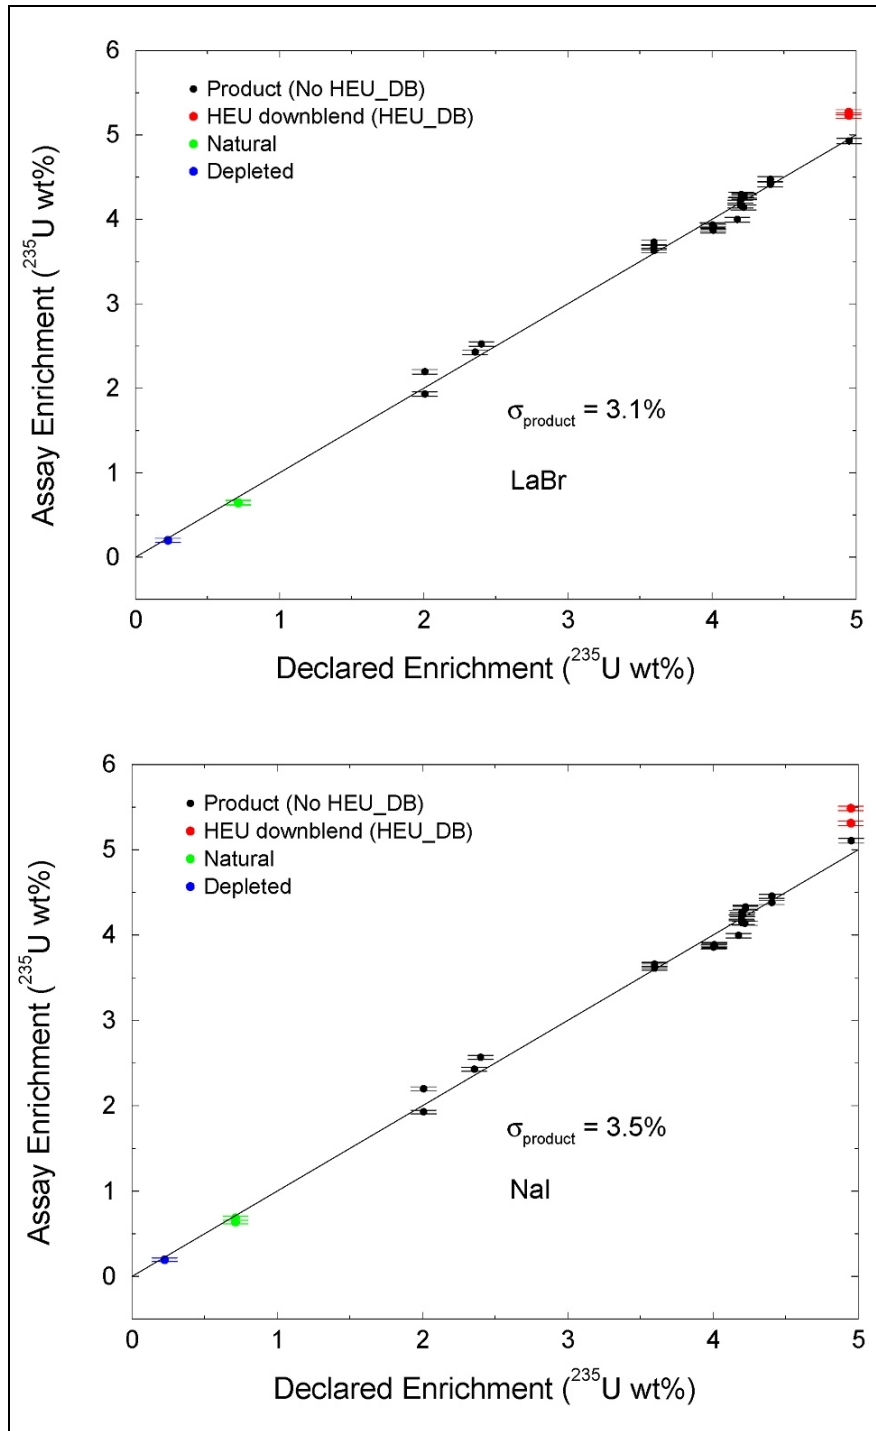 6
5
4
3
2
1
0
Assay Enrichment (²³⁵U wt%)
Product (No HEU_DB)
HEU downblend (HEU_DB)
Natural
Depleted
σproduct = 3.1%
LaBr
0 1 2 3 4 5
Declared Enrichment (²³⁵U wt%)
6
5
4
3
2
1
0
Assay Enrichment (²³⁵U wt%)
Product (No HEU_DB)
HEU downblend (HEU_DB)
Natural
Depleted
σproduct = 3.5%
NaI
0 1 2 3 4 5
Declared Enrichment (²³⁵U wt%)